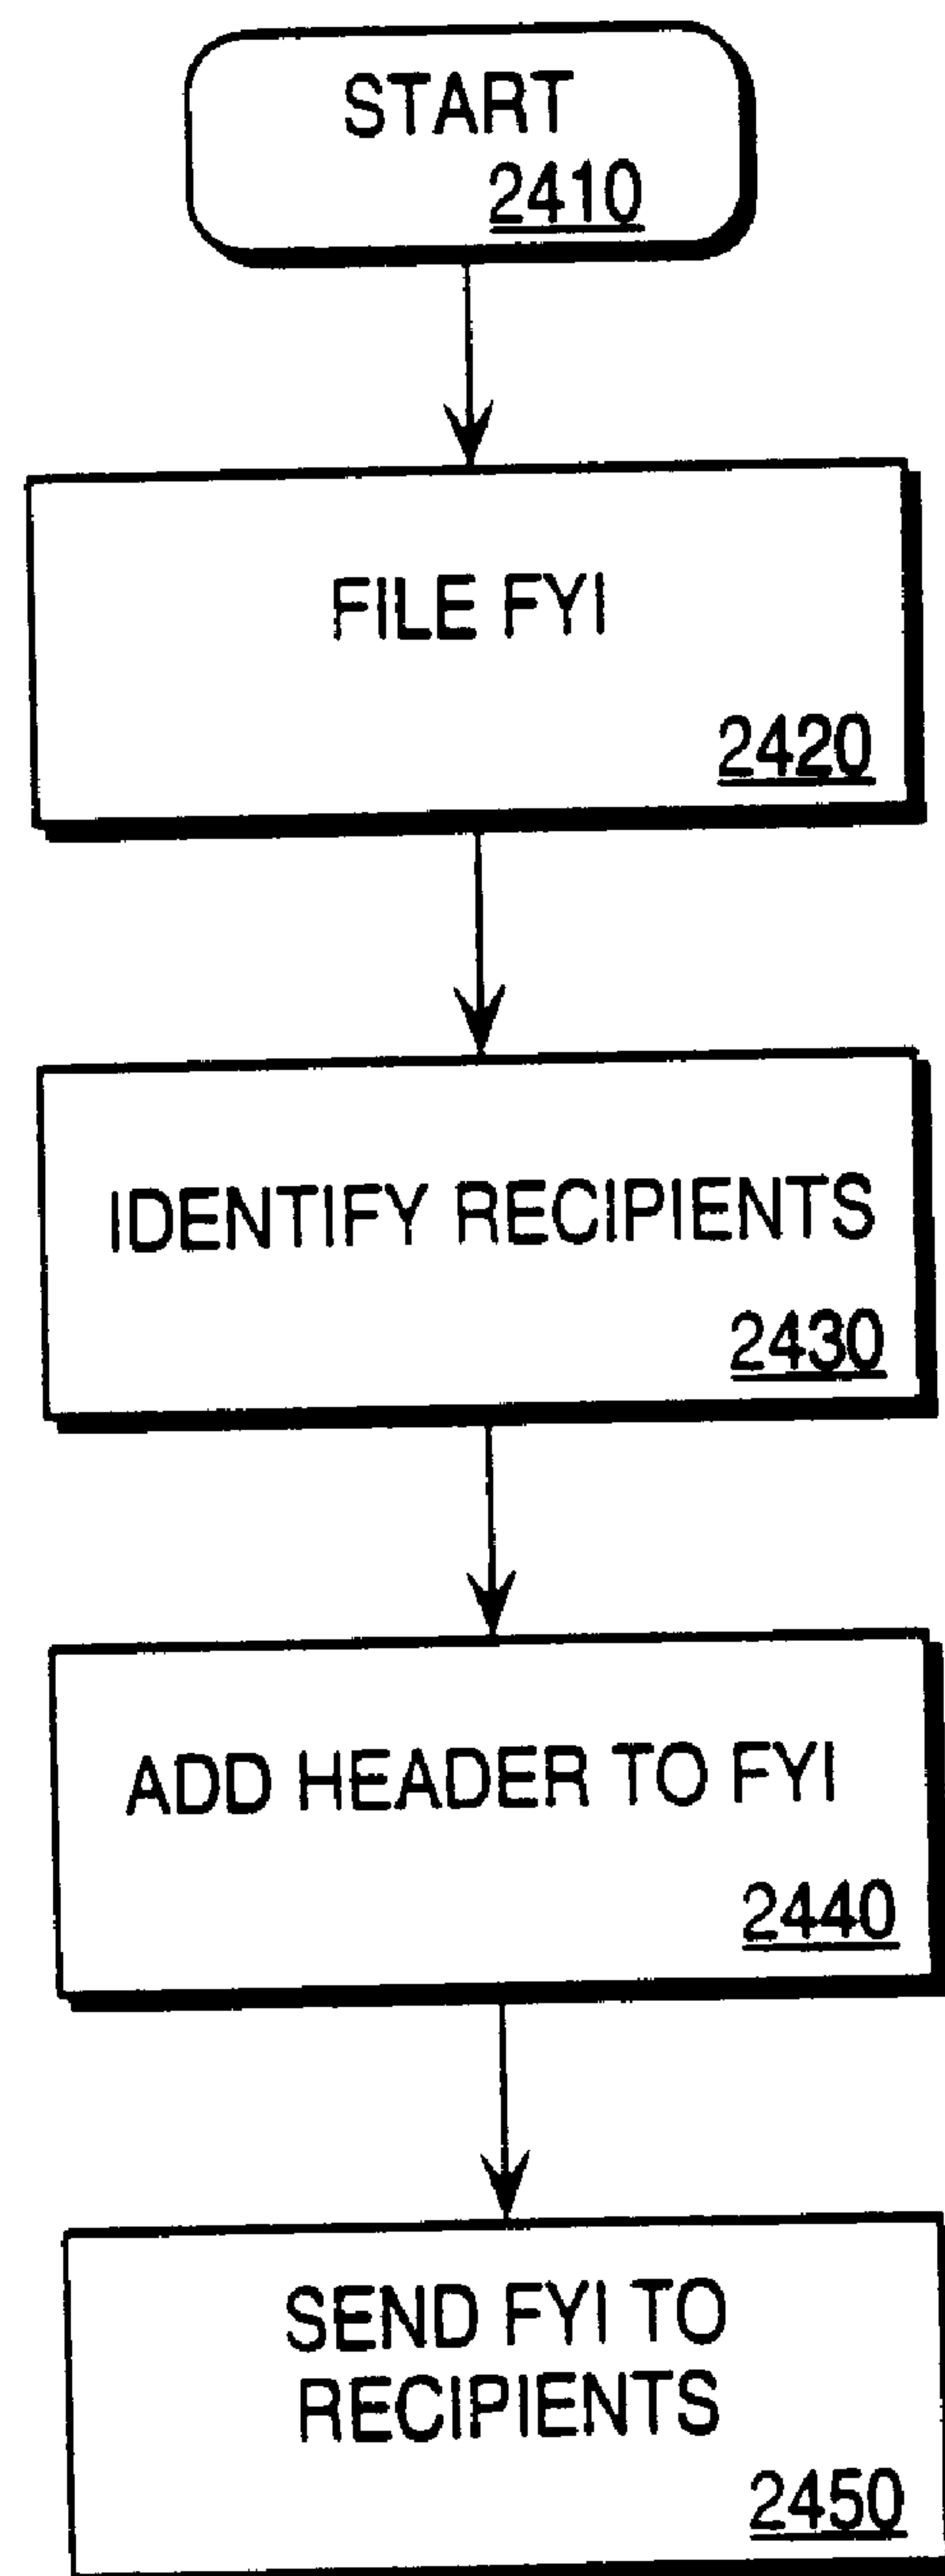 START
2410
FILE FYI
2420
IDENTIFY RECIPIENTS
2430
ADD HEADER TO FYI
2440
SEND FYI TO
RECIPIENTS
2450